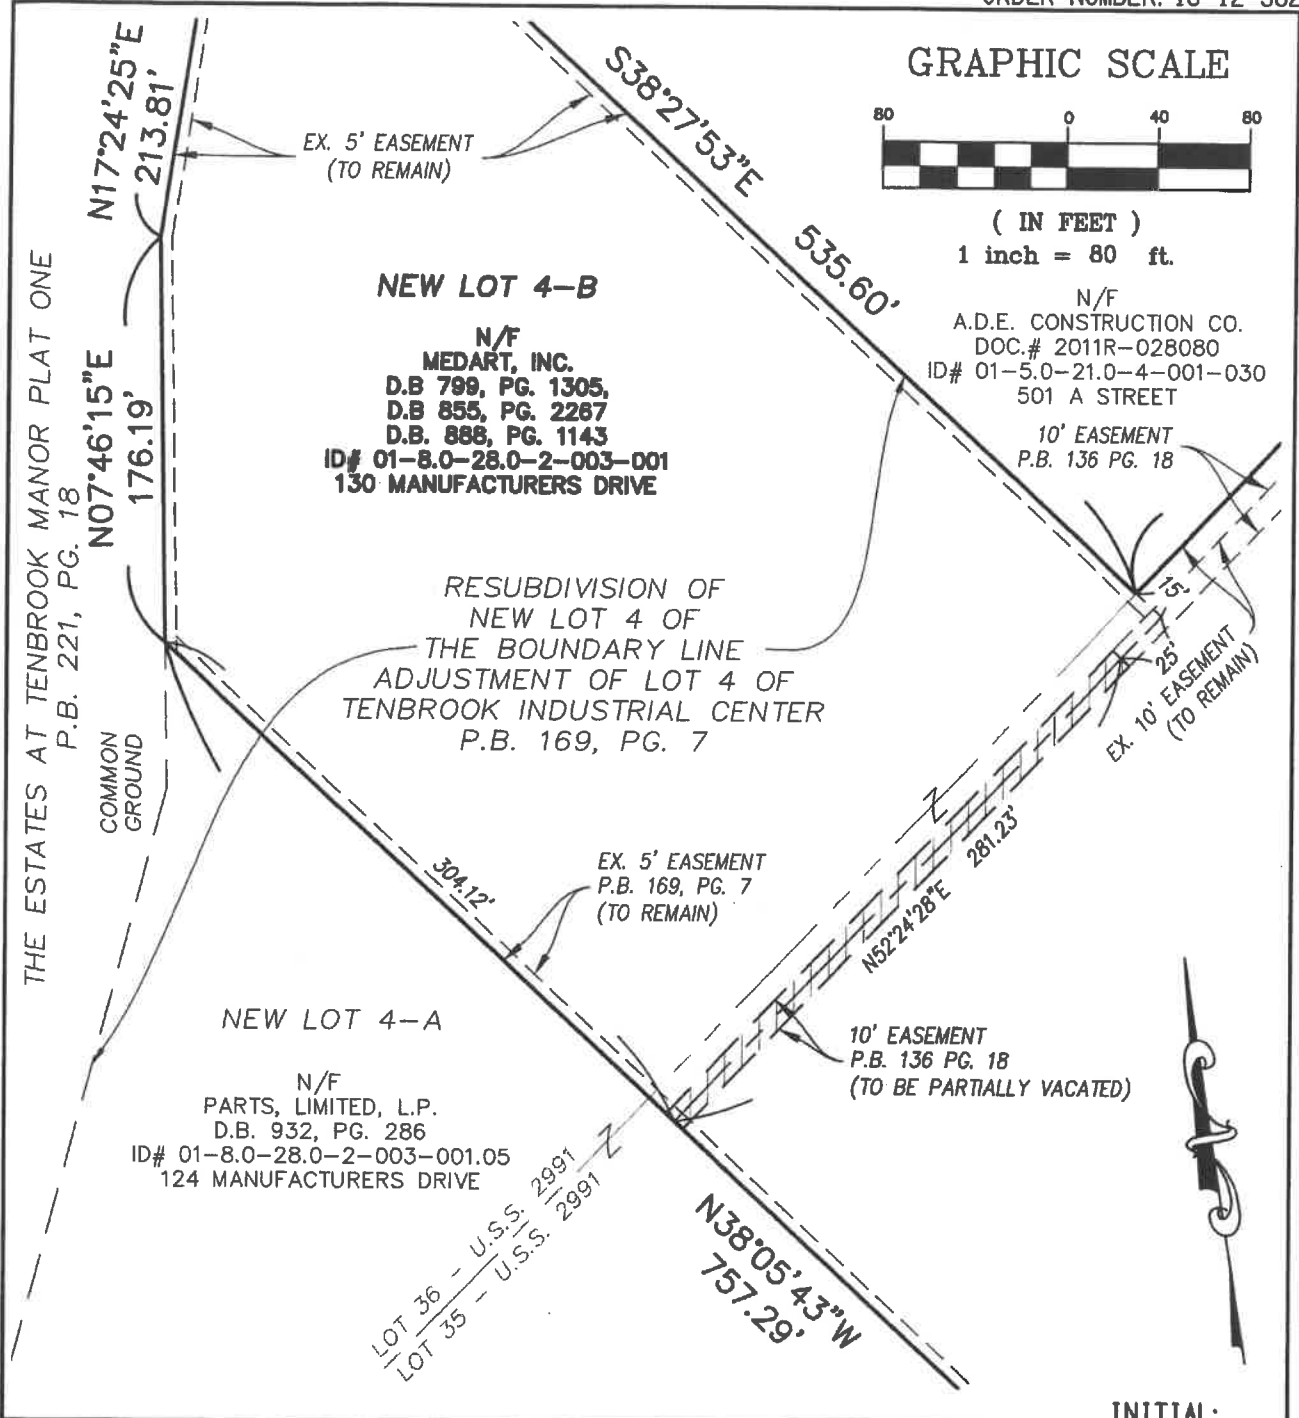 ORDER NUMBER: 16-12-362
GRAPHIC SCALE
80 0 40 80
( IN FEET )
1 inch = 80 ft.
N17°24'25"E
213.81'
EX. 5' EASEMENT
(TO REMAIN)
S38°27'53"E 535.60'
NEW LOT 4-B
N/F
MEDART, INC.
D.B 799, PG. 1305,
D.B 855, PG. 2267
D.B. 888, PG. 1143
ID# 01-8.0-28.0-2-003-001
130 MANUFACTURERS DRIVE
N/F
A.D.E. CONSTRUCTION CO.
DOC.# 2011R-028080
ID# 01-5.0-21.0-4-001-030
501 A STREET
10' EASEMENT
P.B. 136 PG. 18
THE ESTATES AT TENBROOK MANOR PLAT ONE
P.B. 221, PG. 18
N07°46'15"E
176.19'
RESUBDIVISION OF
NEW LOT 4 OF
THE BOUNDARY LINE
ADJUSTMENT OF LOT 4 OF
TENBROOK INDUSTRIAL CENTER
P.B. 169, PG. 7
15'
25'
EX. 10' EASEMENT
(TO REMAIN)
COMMON
GROUND
304.12'
EX. 5' EASEMENT
P.B. 169, PG. 7
(TO REMAIN)
N52°24'28"E 281.23'
NEW LOT 4-A
N/F
PARTS, LIMITED, L.P.
D.B. 932, PG. 286
ID# 01-8.0-28.0-2-003-001.05
124 MANUFACTURERS DRIVE
10' EASEMENT
P.B. 136 PG. 18
(TO BE PARTIALLY VACATED)
LOT 36 - U.S.S. 2991
LOT 35 - U.S.S. 2991
N38°05'43"W
757.29'
INITIAL: